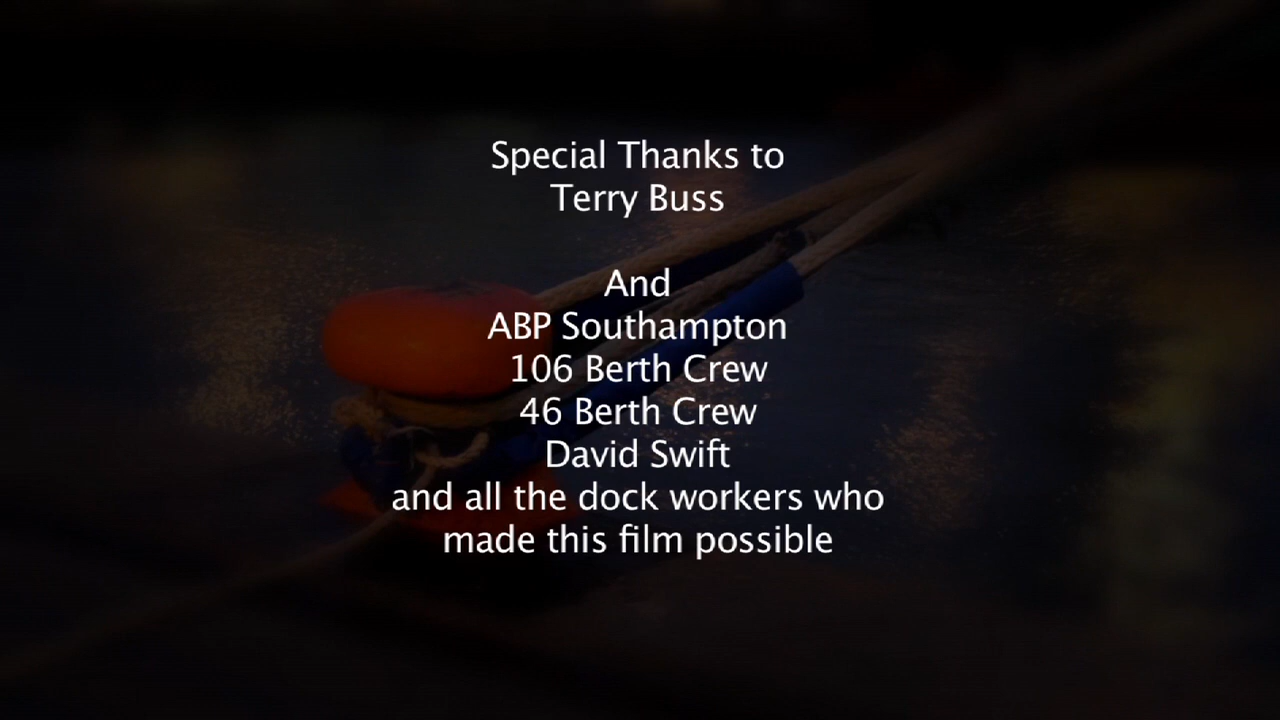 Special Thanks to
Terry Buss
And
ABP Southampton
106 Berth Crew
46 Berth Crew
David Swift
and all the dock workers who
made this film possible